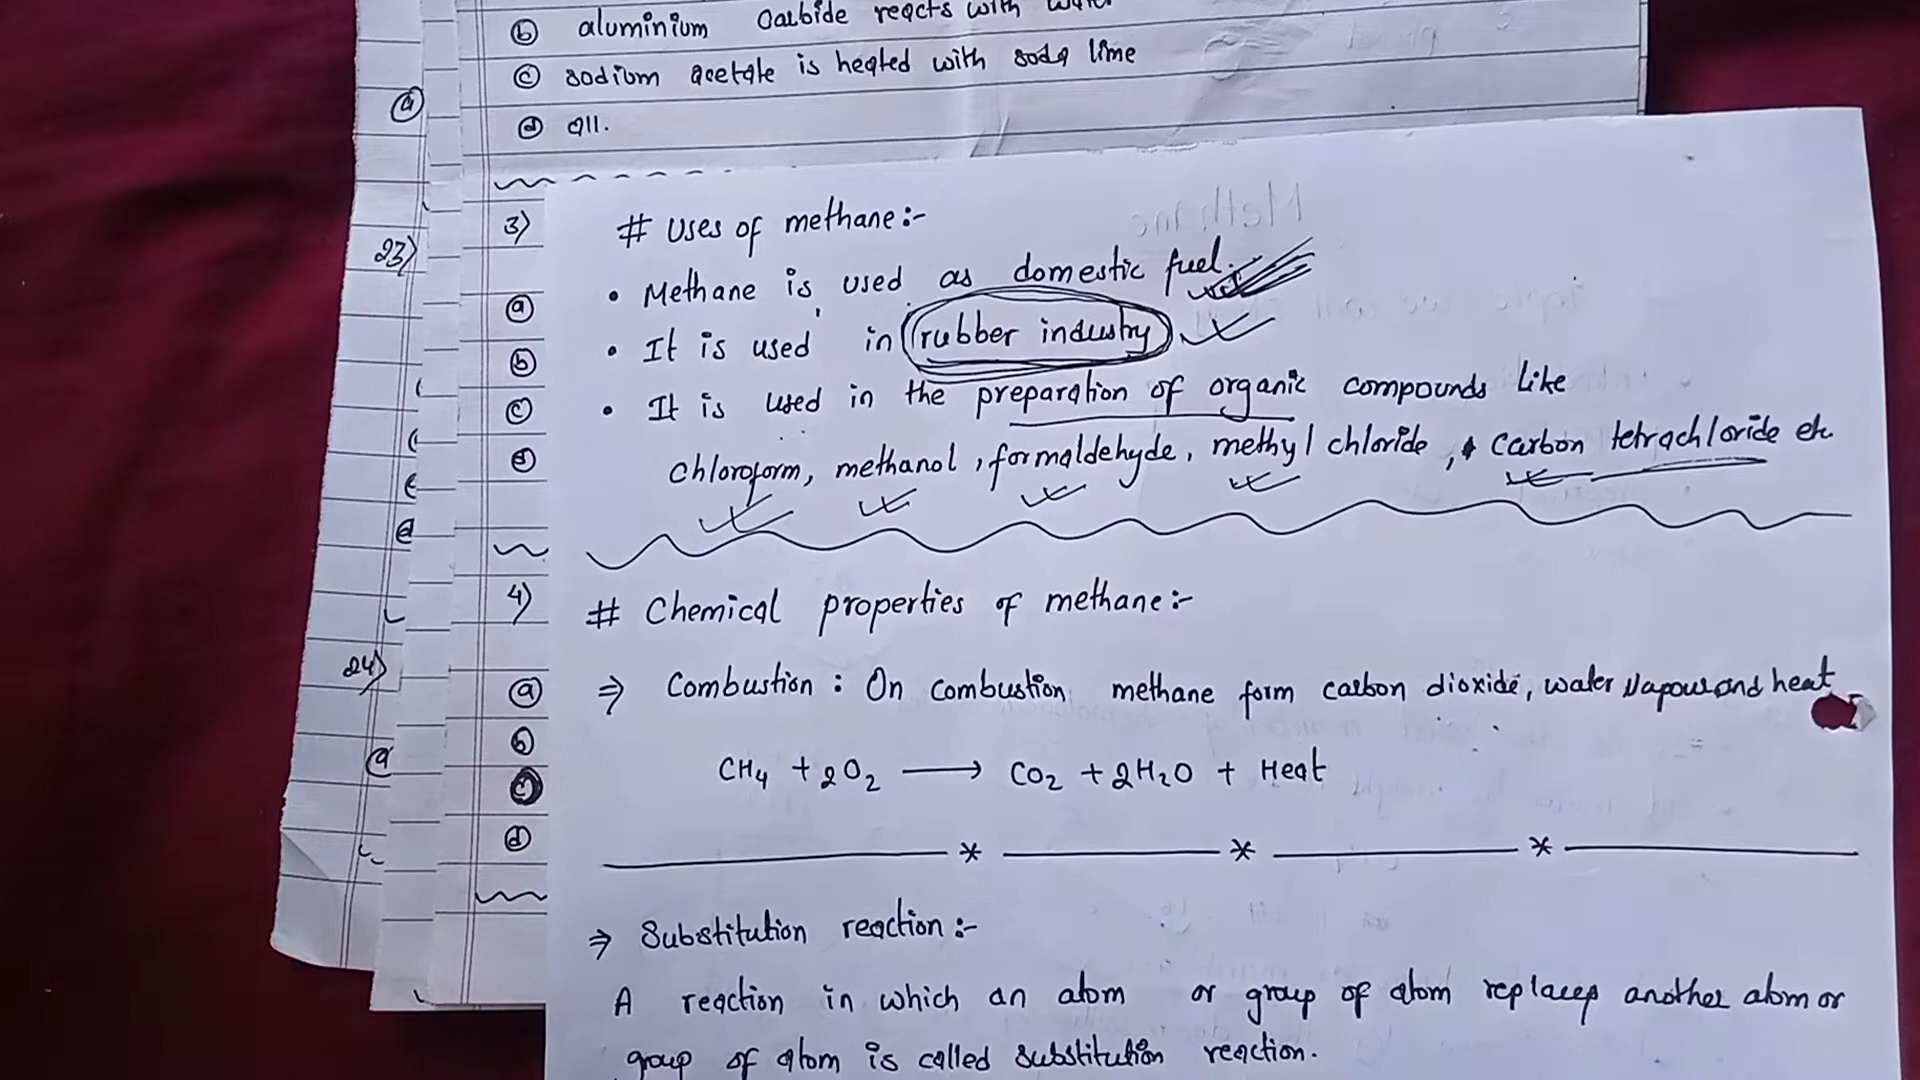 ⓑ aluminium carbide reacts with water
ⓒ sodium acetate is heated with soda lime
ⓓ all.
ⓐ
23)
3)
ⓐ
ⓑ
ⓒ
ⓓ
# Uses of methane:-
• Methane is used as domestic fuel.
• It is used in rubber industry
• It is used in the preparation of organic compounds like
chloroform, methanol, formaldehyde, methyl chloride, carbon tetrachloride etc.
4)
24)
ⓐ
ⓑ
ⓒ
ⓓ
# Chemical properties of methane:-
⇒ Combustion : On combustion methane form carbon dioxide, water vapour and heat
CH₄ + 2O₂ ⟶ CO₂ + 2H₂O + Heat
⇒ Substitution reaction :-
A reaction in which an atom or group of atom replaces another atom or
group of atom is called substitution reaction.